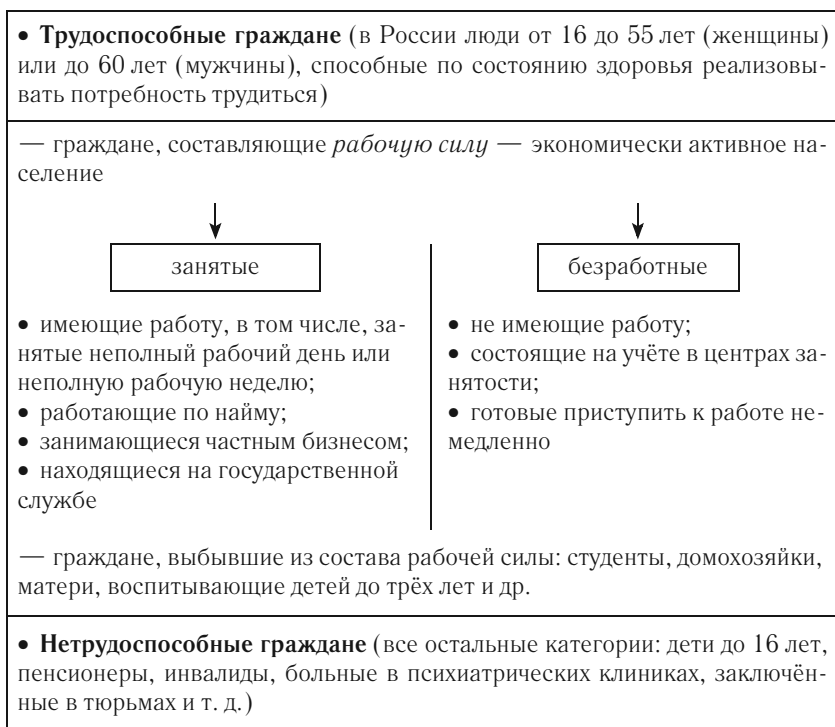 • Трудоспособные граждане (в России люди от 16 до 55 лет (женщины)
или до 60 лет (мужчины), способные по состоянию здоровья реализовы-
вать потребность трудиться)
— граждане, составляющие рабочую силу — экономически активное на-
селение
занятые
• имеющие работу, в том числе, за-
нятые неполный рабочий день или
неполную рабочую неделю;
• работающие по найму;
• занимающиеся частным бизнесом;
• находящиеся на государственной
службе
безработные
• не имеющие работу;
• состоящие на учёте в центрах за-
нятости;
• готовые приступить к работе не-
медленно
— граждане, выбывшие из состава рабочей силы: студенты, домохозяйки,
матери, воспитывающие детей до трёх лет и др.
• Нетрудоспособные граждане (все остальные категории: дети до 16 лет,
пенсионеры, инвалиды, больные в психиатрических клиниках, заключён-
ные в тюрьмах и т. д.)